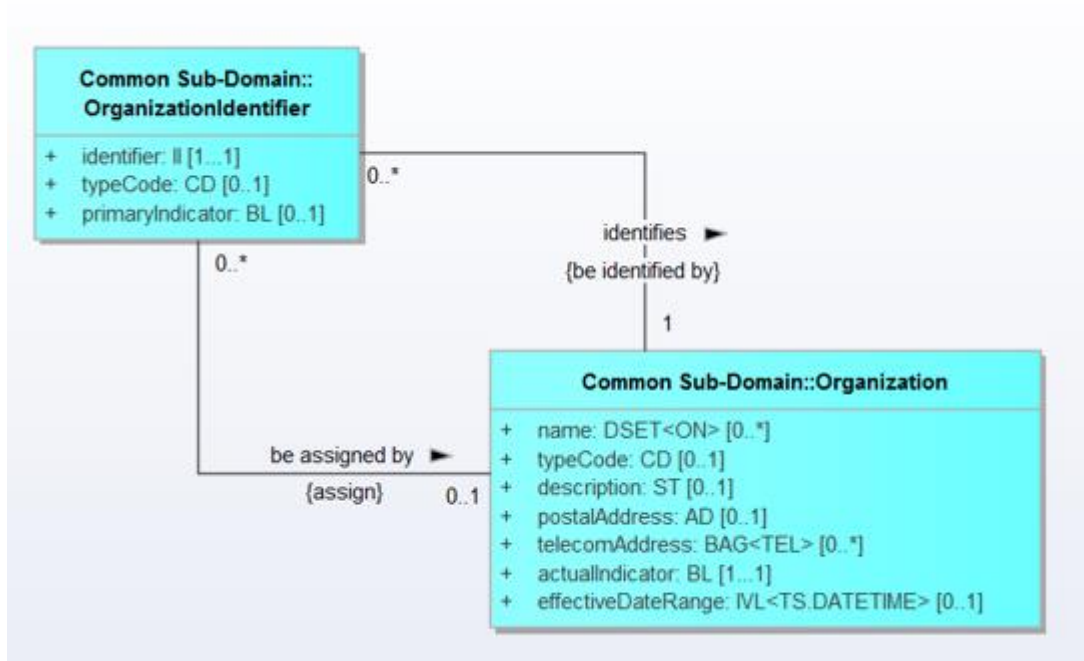 Common Sub-Domain::
OrganizationIdentifier
+ identifier: II [1...1]
+ typeCode: CD [0..1]
+ primaryIndicator: BL [0..1]
0..*
0..*
identifies ►
{be identified by}
1
Common Sub-Domain::Organization
+ name: DSET<ON> [0..*]
+ typeCode: CD [0..1]
+ description: ST [0..1]
+ postalAddress: AD [0..1]
+ telecomAddress: BAG<TEL> [0..*]
+ actualIndicator: BL [1...1]
+ effectiveDateRange: IVL<TS.DATETIME> [0..1]
be assigned by ►
{assign}
0..1